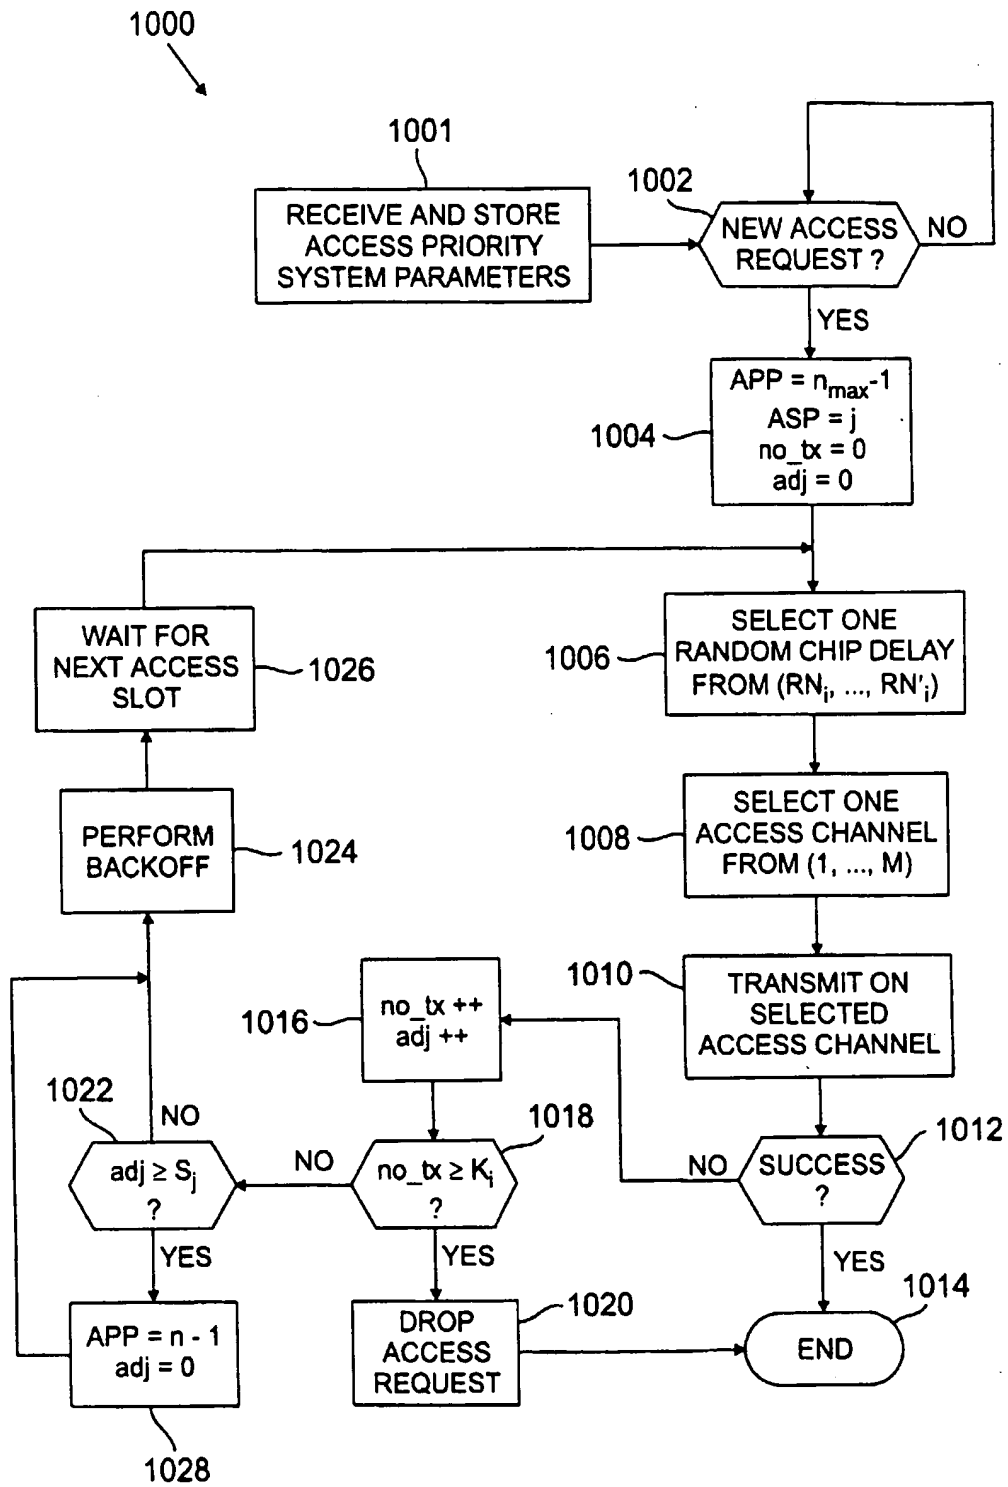 1000
1001
RECEIVE AND STORE
ACCESS PRIORITY
SYSTEM PARAMETERS
1002
NEW ACCESS
REQUEST ?
NO
YES
1004
APP = nmax-1
ASP = j
no_tx = 0
adj = 0
1006
SELECT ONE
RANDOM CHIP DELAY
FROM (RNi, ..., RN'i)
1008
SELECT ONE
ACCESS CHANNEL
FROM (1, ..., M)
1010
TRANSMIT ON
SELECTED
ACCESS CHANNEL
1012
SUCCESS
?
NO
YES
1014
END
1016
no_tx ++
adj ++
1018
no_tx ≥ Ki
?
NO
YES
1020
DROP
ACCESS
REQUEST
1022
adj ≥ Sj
?
NO
YES
1028
APP = n - 1
adj = 0
1024
PERFORM
BACKOFF
1026
WAIT FOR
NEXT ACCESS
SLOT